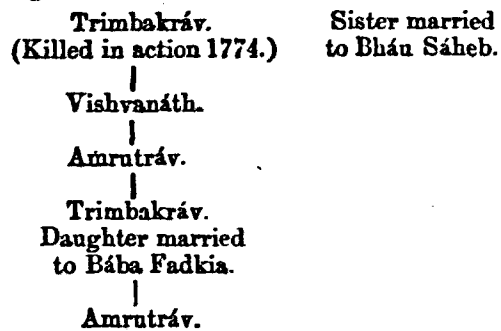 Trimbakráv. Sister married
(Killed in action 1774.) to Bháu Sáheb.
Vishvanáth.
Amrutráv.
Trimbakráv.
Daughter married
to Bába Fadkia.
Amrutráv.